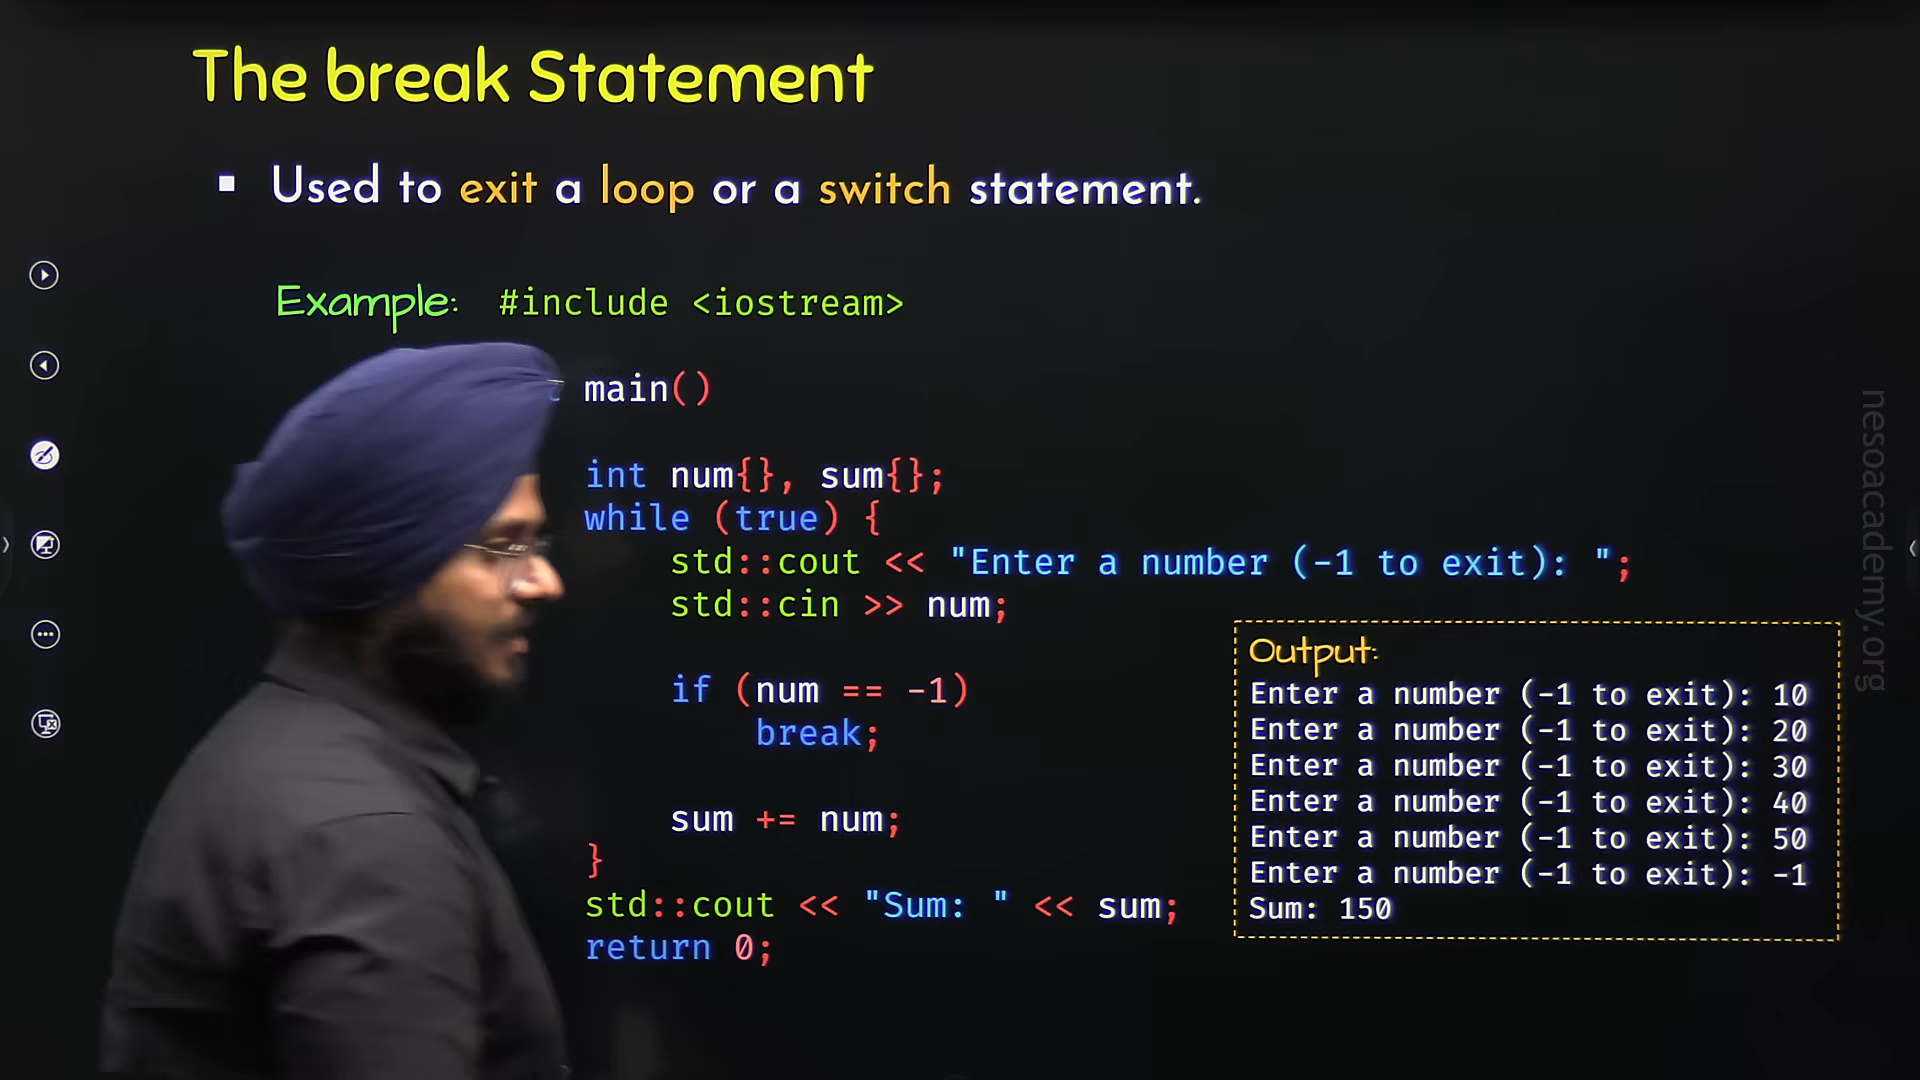 The break Statement
▪ Used to exit a loop or a switch statement.
Example: #include <iostream>
main()
int num{}, sum{};
while (true) {
std::cout << "Enter a number (-1 to exit): ";
std::cin >> num;
if (num == -1)
break;
sum += num;
}
std::cout << "Sum: " << sum;
return 0;
Output:
Enter a number (-1 to exit): 10
Enter a number (-1 to exit): 20
Enter a number (-1 to exit): 30
Enter a number (-1 to exit): 40
Enter a number (-1 to exit): 50
Enter a number (-1 to exit): -1
Sum: 150
nesoacademy.org